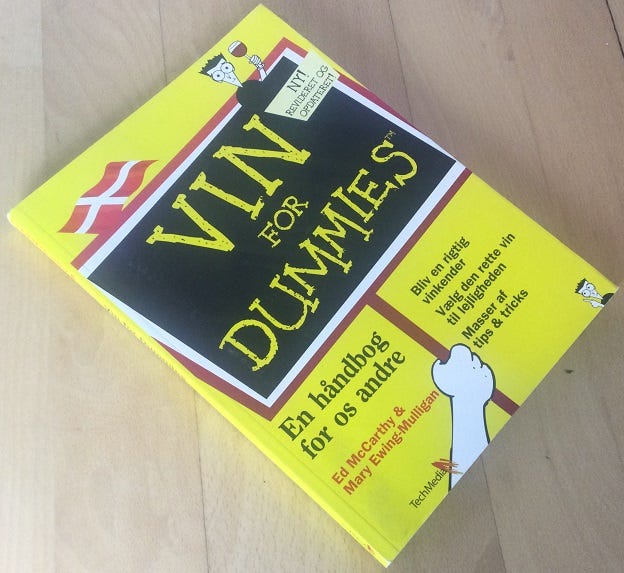 NY!
REVIDERET OG
OPDATERET!
VIN
FOR
DUMMIES™
Bliv en rigtig
vinkender
Vælg den rette vin
til lejligheden
Masser af
tips & tricks
En håndbog
for os andre
Ed McCarthy &
Mary Ewing-Mulligan
TechMedia